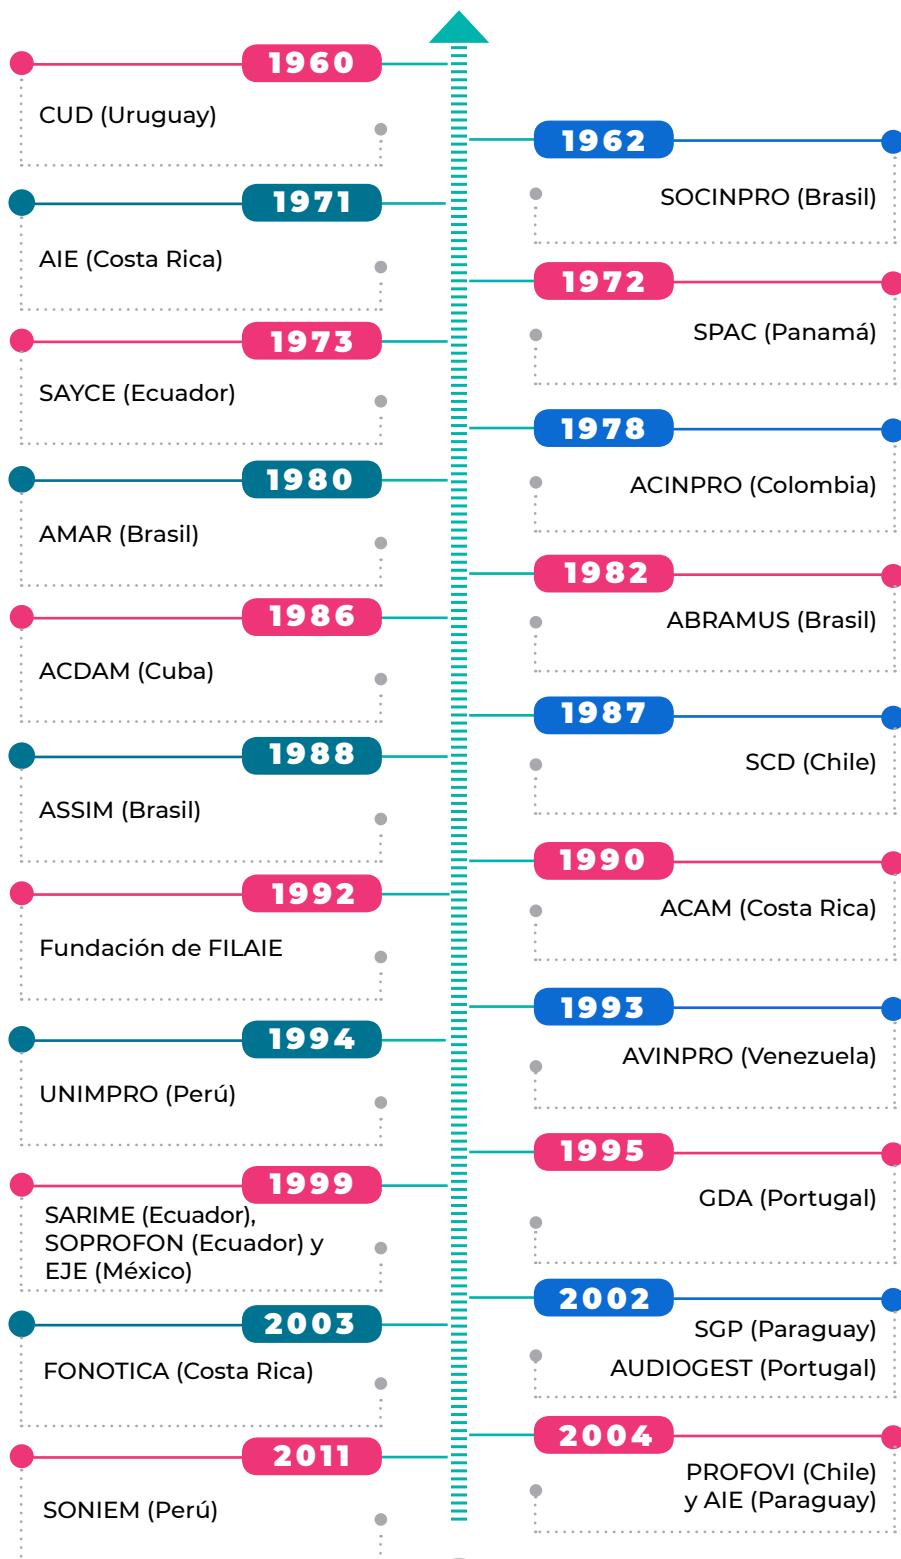 1960
CUD (Uruguay)
1962
SOCINPRO (Brasil)
1971
AIE (Costa Rica)
1972
SPAC (Panamá)
1973
SAYCE (Ecuador)
1978
ACINPRO (Colombia)
1980
AMAR (Brasil)
1982
ABRAMUS (Brasil)
1986
ACDAM (Cuba)
1987
SCD (Chile)
1988
ASSIM (Brasil)
1990
ACAM (Costa Rica)
1992
Fundación de FILAIE
1993
AVINPRO (Venezuela)
1994
UNIMPRO (Perú)
1995
GDA (Portugal)
1999
SARIME (Ecuador),
SOPROFON (Ecuador) y
EJE (México)
2002
SGP (Paraguay)
AUDIOGEST (Portugal)
2003
FONOTICA (Costa Rica)
2004
PROFOVI (Chile)
y AIE (Paraguay)
2011
SONIEM (Perú)